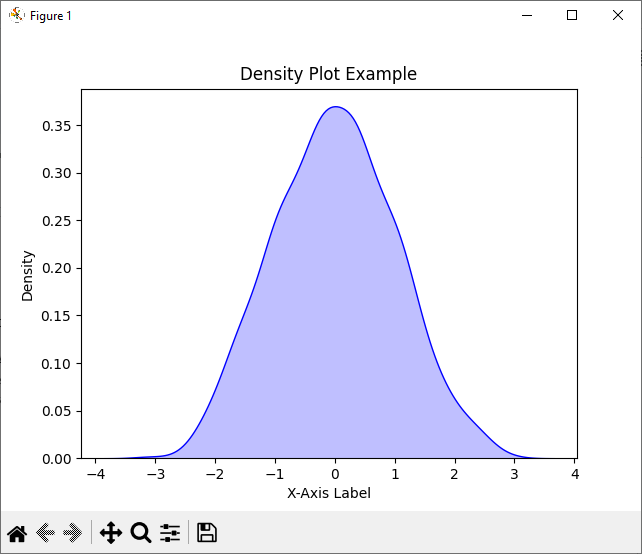 Figure 1
Density Plot Example
0.35
0.30
0.25
0.20
0.15
0.10
0.05
0.00
Density
−4 −3 −2 −1 0 1 2 3 4
X-Axis Label